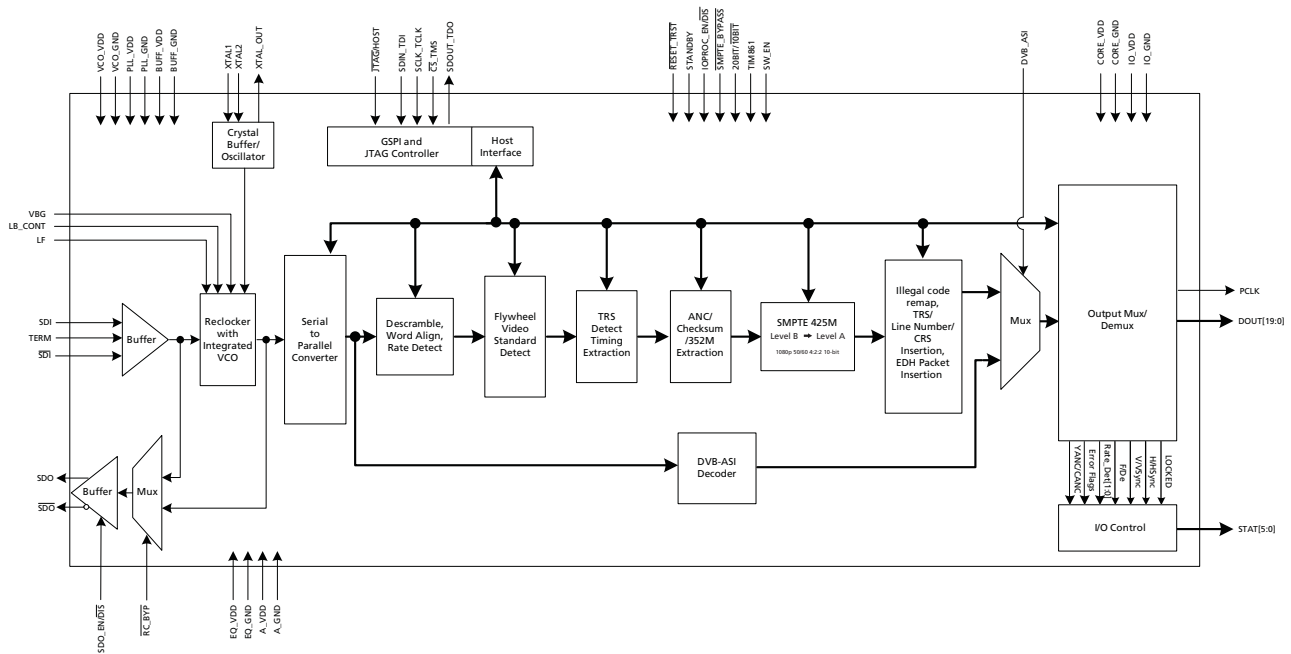 VCO_VDD
VCO_GND
PLL_VDD
PLL_GND
BUFF_VDD
BUFF_GND
XTAL1
XTAL2
XTAL_OUT
JTAG/HOST
SDIN_TDI
SCLK_TCLK
CS_TMS
SDOUT_TDO
RESET_TRST
STANDBY
IOPROC_EN/DIS
SMPTE_BYPASS
20BIT/10BIT
TIM861
SW_EN
DVB_ASI
CORE_VDD
CORE_GND
IO_VDD
IO_GND
Crystal
Buffer/
Oscillator
GSPI and
JTAG Controller
Host
Interface
VBG
LB_CONT
LF
SDI
TERM
SDI
Buffer
Reclocker
with
Integrated
VCO
Serial
to
Parallel
Converter
Descramble,
Word Align,
Rate Detect
Flywheel
Video
Standard
Detect
TRS
Detect
Timing
Extraction
ANC/
Checksum
/352M
Extraction
SMPTE 425M
Level B → Level A
1080p 50/60 4:2:2 10-bit
Illegal code
remap,
TRS/
Line Number/
CRS
Insertion,
EDH Packet
Insertion
Mux
Output Mux/
Demux
PCLK
DOUT[19:0]
DVB-ASI
Decoder
SDO
SDO
Buffer
Mux
YANC/CANC
Error Flags
Rate_Det[1:0]
F/De
V/VSync
H/HSync
LOCKED
I/O Control
STAT[5:0]
SDO_EN/DIS
RC_BYP
EQ_VDD
EQ_GND
A_VDD
A_GND